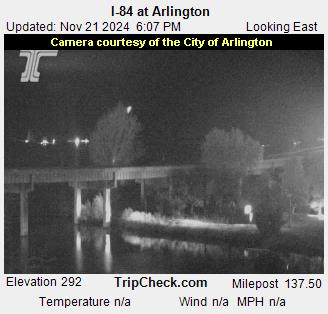 I-84 at Arlington
Updated: Nov 21 2024 6:07 PM Looking East
Camera courtesy of the City of Arlington
Elevation 292 TripCheck.com Milepost 137.50
Temperature n/a Wind n/a MPH n/a